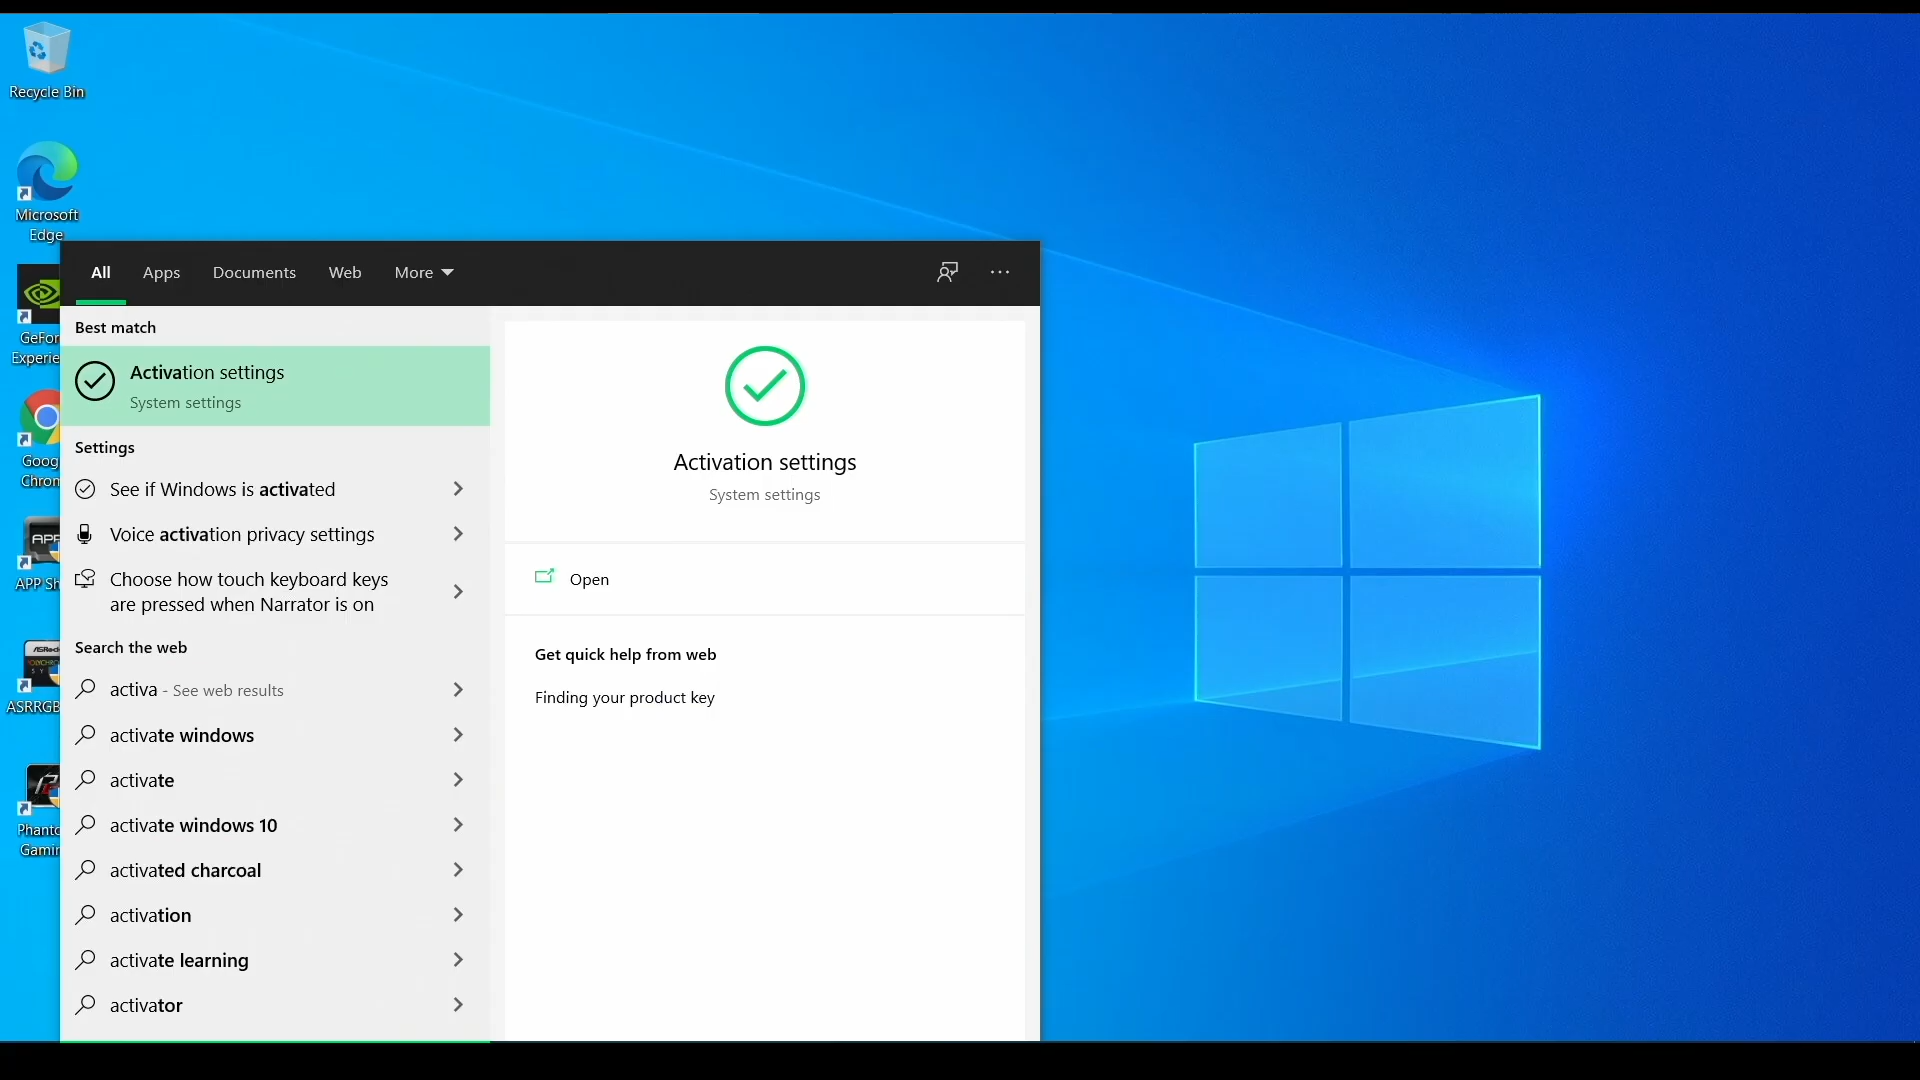 Recycle Bin
Microsoft
Edge
GeFor
Experie
Goog
Chrom
APP
APP Sh
ASRock
ASRRGB
Phanto
Gamin
All Apps Documents Web More
Best match
Activation settings
System settings
Settings
See if Windows is activated
Voice activation privacy settings
Choose how touch keyboard keys
are pressed when Narrator is on
Search the web
activa - See web results
activate windows
activate
activate windows 10
activated charcoal
activation
activate learning
activator
Activation settings
System settings
Open
Get quick help from web
Finding your product key